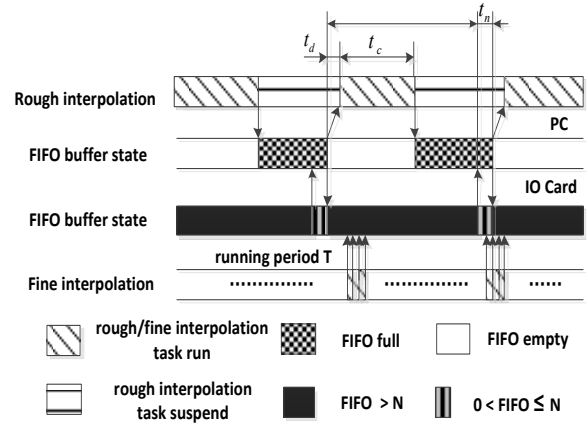 t_n
t_d t_c
Rough interpolation
PC
FIFO buffer state
IO Card
FIFO buffer state
running period T
Fine interpolation
rough/fine interpolation
task run
FIFO full
FIFO empty
rough interpolation
task suspend
FIFO > N
0 < FIFO ≤ N